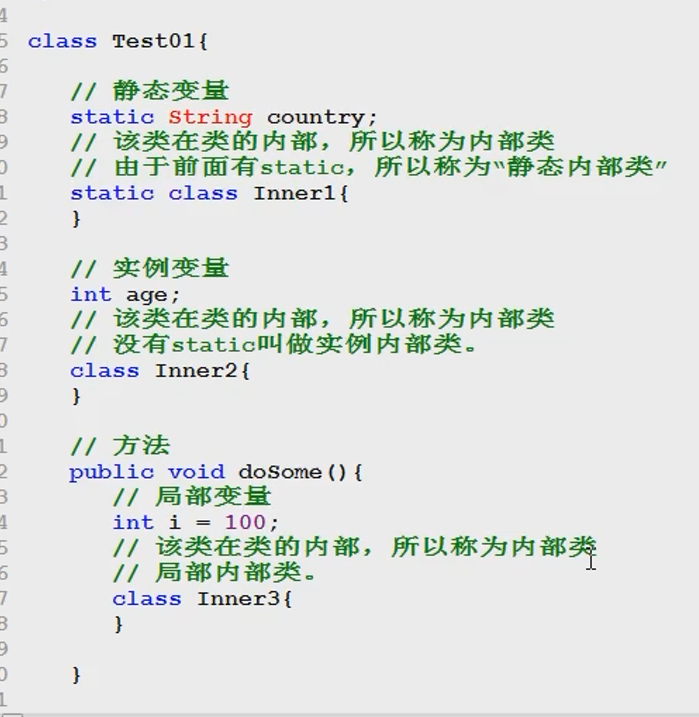 4
5 class Test01{
6
7 // 静态变量
8 static String country;
9 // 该类在类的内部，所以称为内部类
0 // 由于前面有static，所以称为“静态内部类”
1 static class Inner1{
2 }
3
4 // 实例变量
5 int age;
6 // 该类在类的内部，所以称为内部类
7 // 没有static叫做实例内部类。
8 class Inner2{
9 }
0
1 // 方法
2 public void doSome(){
3 // 局部变量
4 int i = 100;
5 // 该类在类的内部，所以称为内部类
6 // 局部内部类。
7 class Inner3{
8 }
9
0 }
1